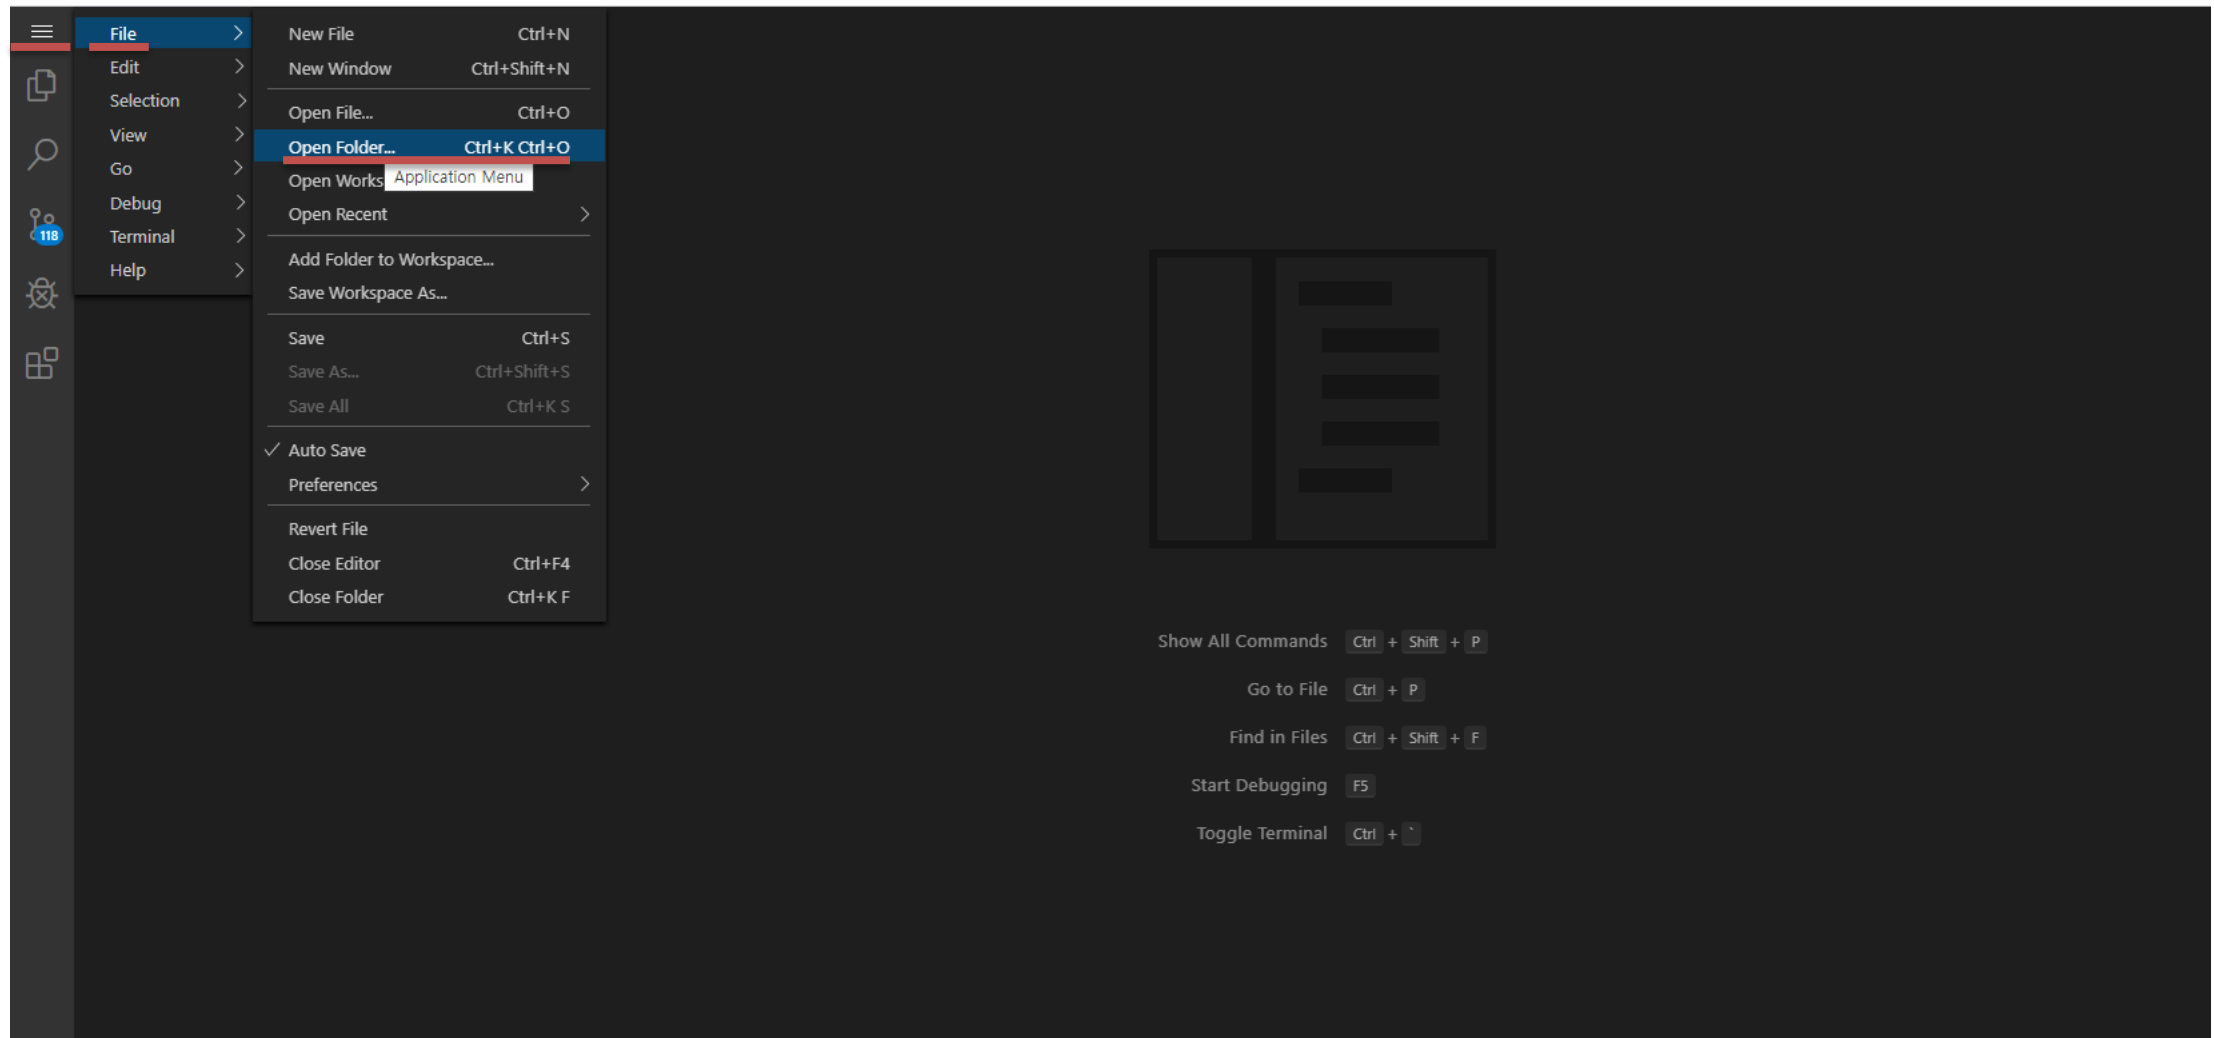 File
Edit
Selection
View
Go
Debug
Terminal
Help
118
New File Ctrl+N
New Window Ctrl+Shift+N
Open File... Ctrl+O
Open Folder... Ctrl+K Ctrl+O
Open Works
Application Menu
Open Recent
Add Folder to Workspace...
Save Workspace As...
Save Ctrl+S
Save As... Ctrl+Shift+S
Save All Ctrl+K S
Auto Save
Preferences
Revert File
Close Editor Ctrl+F4
Close Folder Ctrl+K F
Show All Commands Ctrl + Shift + P
Go to File Ctrl + P
Find in Files Ctrl + Shift + F
Start Debugging F5
Toggle Terminal Ctrl + `